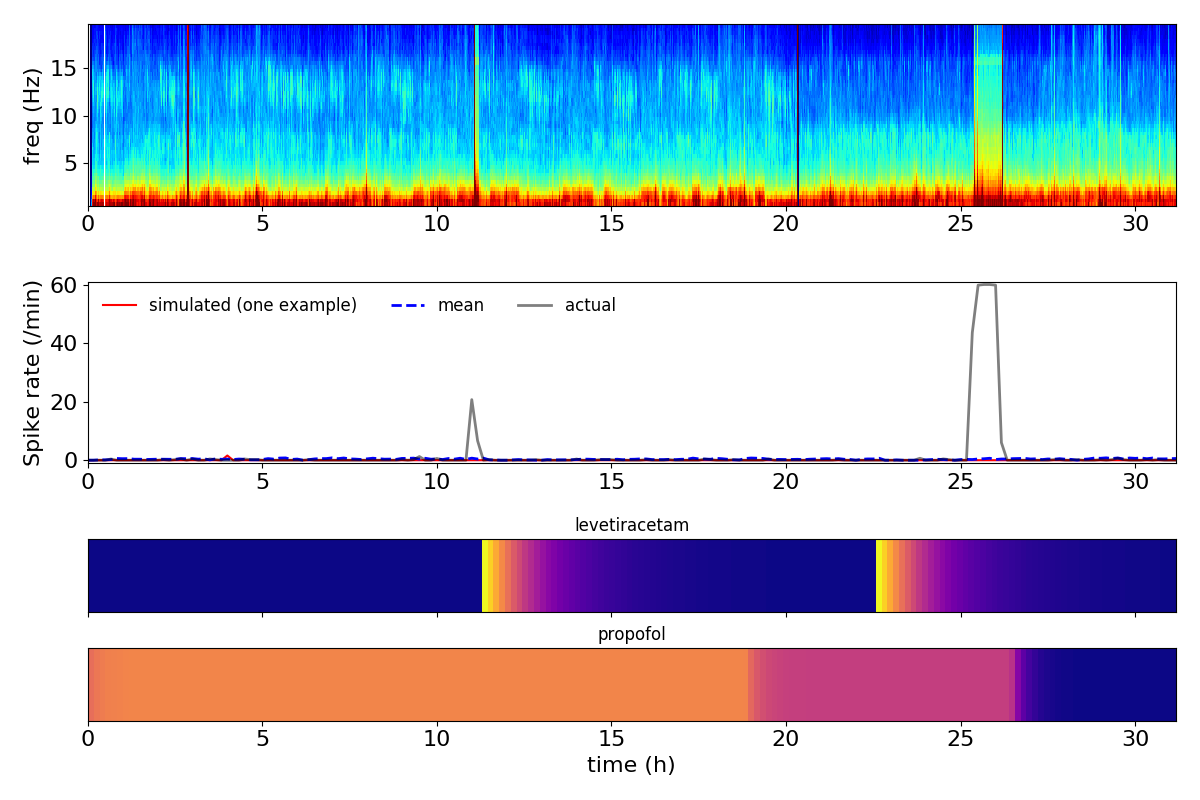 freq (Hz)
15
10
5
0 5 10 15 20 25 30
Spike rate (/min)
60
40
20
0
simulated (one example) mean actual
0 5 10 15 20 25 30
levetiracetam
propofol
0 5 10 15 20 25 30
time (h)